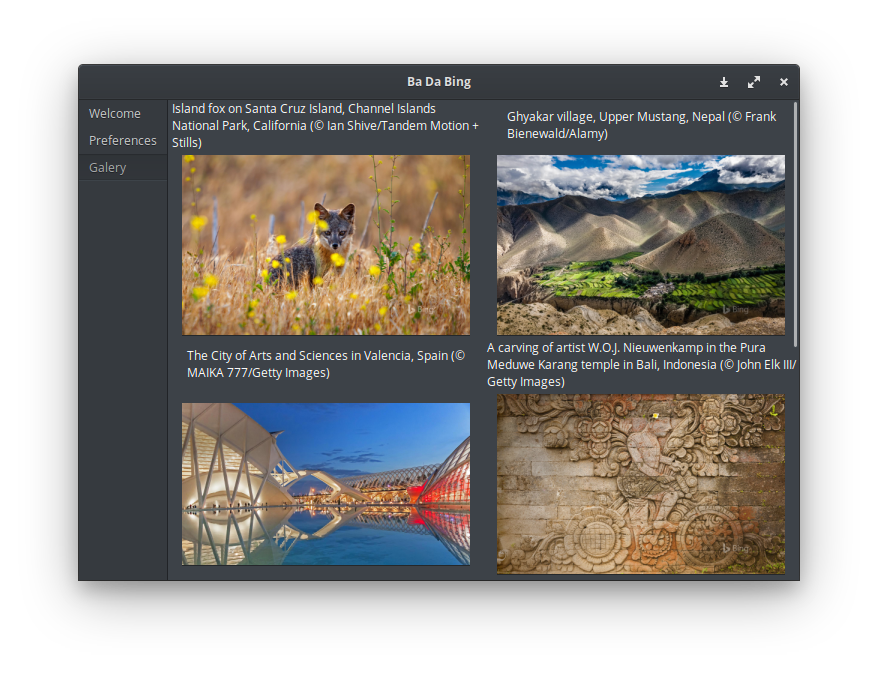 Ba Da Bing
Welcome
Preferences
Galery
Island fox on Santa Cruz Island, Channel Islands
National Park, California (© Ian Shive/Tandem Motion +
Stills)
Ghyakar village, Upper Mustang, Nepal (© Frank
Bienewald/Alamy)
Bing
Bing
The City of Arts and Sciences in Valencia, Spain (©
MAIKA 777/Getty Images)
A carving of artist W.O.J. Nieuwenkamp in the Pura
Meduwe Karang temple in Bali, Indonesia (© John Elk III/
Getty Images)
Bing